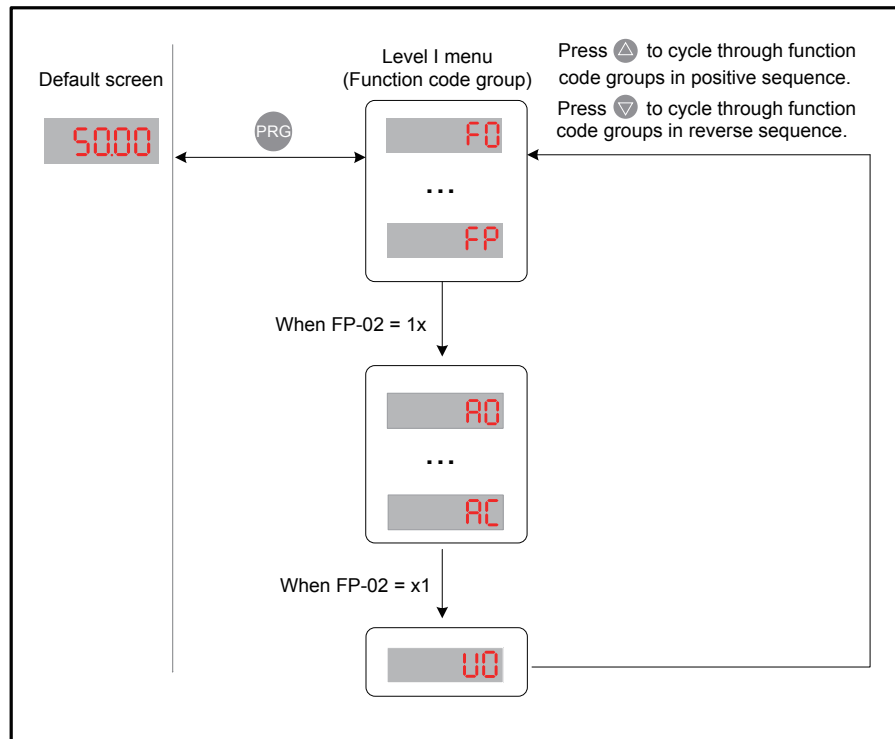 Default screen
50.00
PRG
Level I menu
(Function code group)
F0
...
FP
Press △ to cycle through function
code groups in positive sequence.
Press ▽ to cycle through function
code groups in reverse sequence.
When FP-02 = 1x
A0
...
AC
When FP-02 = x1
U0